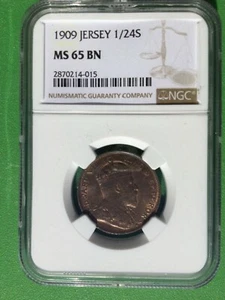 1909 JERSEY 1/24S
MS 65 BN
2870214-015
NUMISMATIC GUARANTY COMPANY
NGC